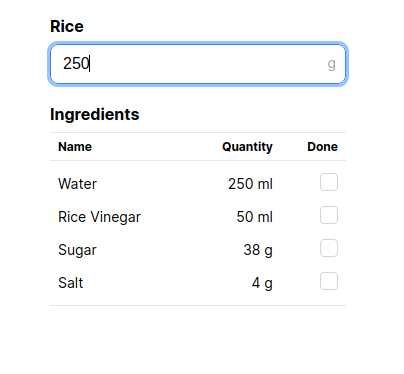 Rice
250 g
Ingredients
Name Quantity Done
Water 250 ml
Rice Vinegar 50 ml
Sugar 38 g
Salt 4 g